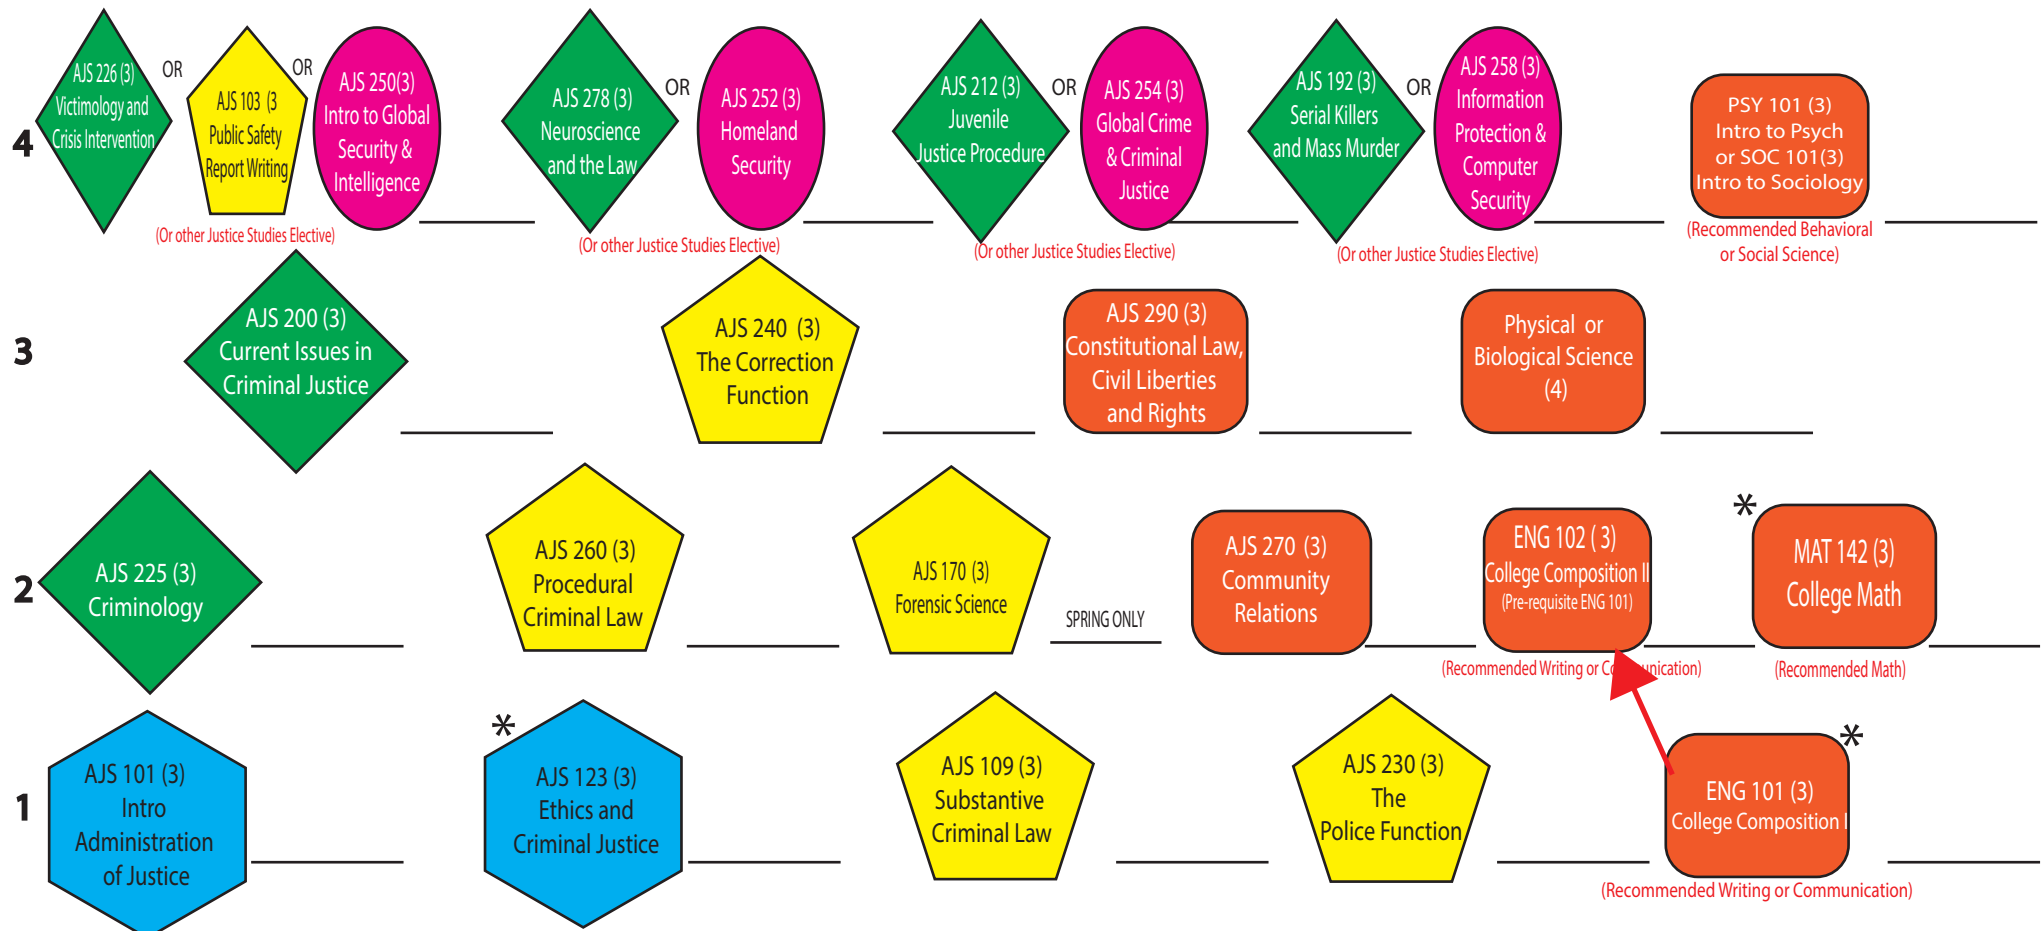 4
AJS 226 (3)
Victimology and
Crisis Intervention
OR
AJS 103 (3
Public Safety
Report Writing
OR
AJS 250(3)
Intro to Global
Security &
Intelligence
(Or other Justice Studies Elective)
AJS 278 (3)
Neuroscience
and the Law
OR
AJS 252 (3)
Homeland
Security
(Or other Justice Studies Elective)
AJS 212 (3)
Juvenile
Justice Procedure
OR
AJS 254 (3)
Global Crime
& Criminal
Justice
(Or other Justice Studies Elective)
AJS 192 (3)
Serial Killers
and Mass Murder
OR
AJS 258 (3)
Information
Protection &
Computer
Security
(Or other Justice Studies Elective)
PSY 101 (3)
Intro to Psych
or SOC 101(3)
Intro to Sociology
(Recommended Behavioral
or Social Science)
3
AJS 200 (3)
Current Issues in
Criminal Justice
AJS 240 (3)
The Correction
Function
AJS 290 (3)
Constitutional Law,
Civil Liberties
and Rights
Physical or
Biological Science
(4)
2
AJS 225 (3)
Criminology
AJS 260 (3)
Procedural
Criminal Law
AJS 170 (3)
Forensic Science
SPRING ONLY
AJS 270 (3)
Community
Relations
ENG 102 ( 3)
College Composition II
(Pre-requisite ENG 101)
(Recommended Writing or Communication)
*
MAT 142 (3)
College Math
(Recommended Math)
1
AJS 101 (3)
Intro
Administration
of Justice
*
AJS 123 (3)
Ethics and
Criminal Justice
AJS 109 (3)
Substantive
Criminal Law
AJS 230 (3)
The
Police Function
*
ENG 101 (3)
College Composition I
(Recommended Writing or Communication)